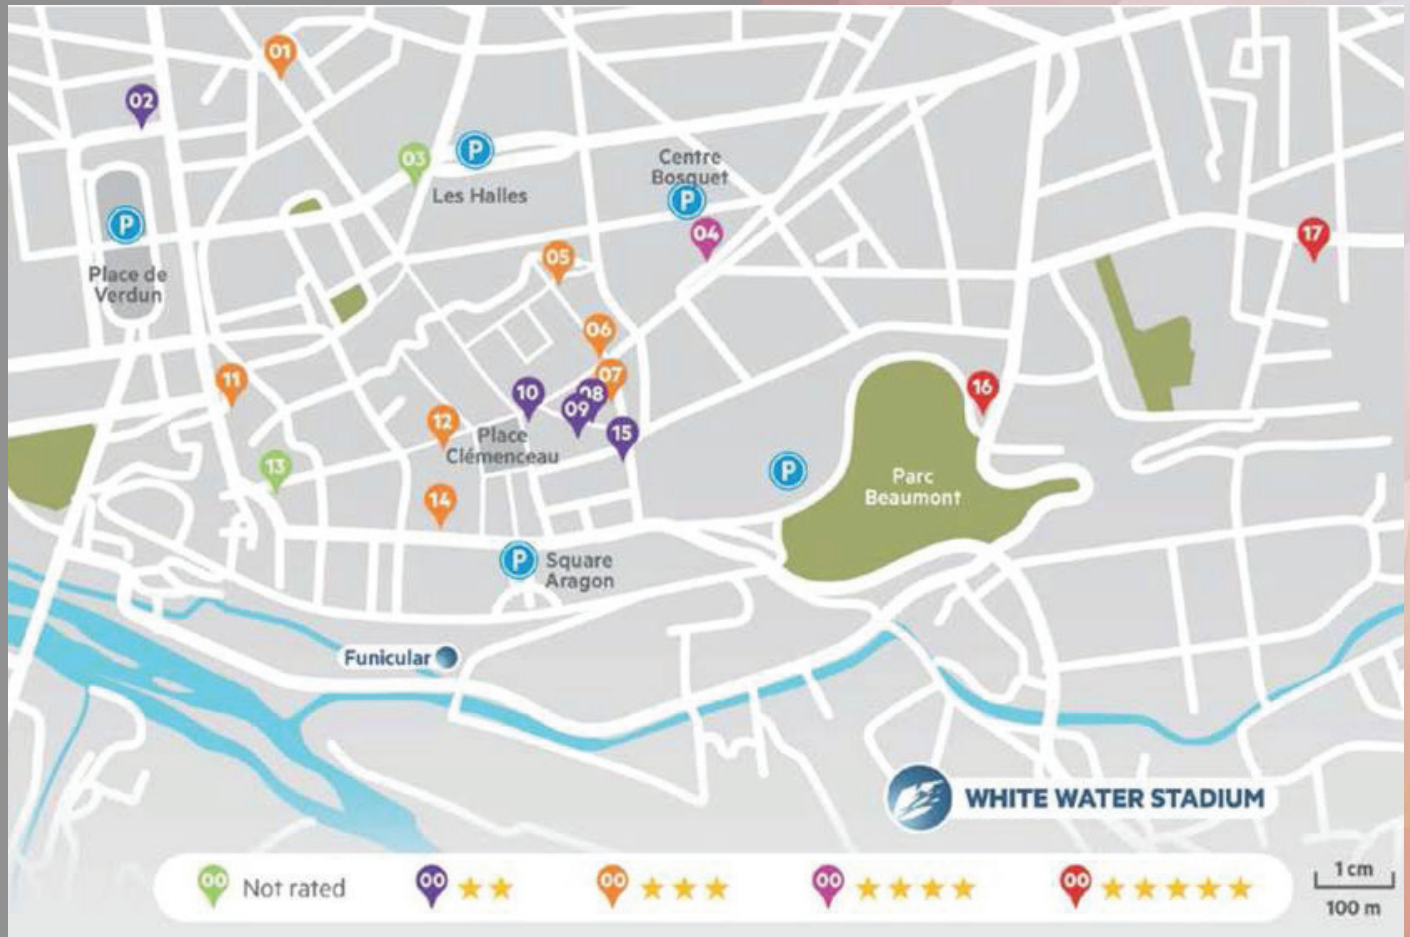 01
02
03
P
Les Halles
Centre
Bosquet
P
04
P
Place de
Verdun
05
17
06
07
11
10
08
09
16
12
15
Place
Clémenceau
13
14
P
Parc
Beaumont
P
Square
Aragon
Funicular
WHITE WATER STADIUM
00 Not rated
00
00
00
00
1 cm
100 m